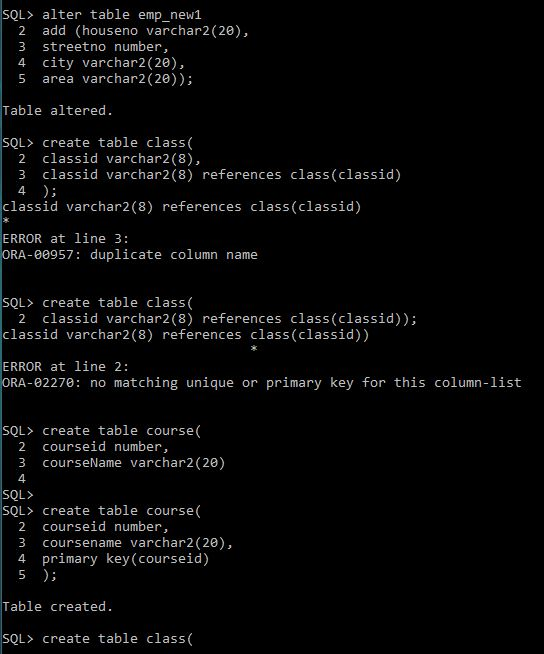 SQL> alter table emp_new1
2 add (houseno varchar2(20),
3 streetno number,
4 city varchar2(20),
5 area varchar2(20));
Table altered.
SQL> create table class(
2 classid varchar2(8),
3 classid varchar2(8) references class(classid)
4 );
classid varchar2(8) references class(classid)
*
ERROR at line 3:
ORA-00957: duplicate column name
SQL> create table class(
2 classid varchar2(8) references class(classid));
classid varchar2(8) references class(classid))
*
ERROR at line 2:
ORA-02270: no matching unique or primary key for this column-list
SQL> create table course(
2 courseid number,
3 courseName varchar2(20)
4
SQL>
SQL> create table course(
2 courseid number,
3 coursename varchar2(20),
4 primary key(courseid)
5 );
Table created.
SQL> create table class(